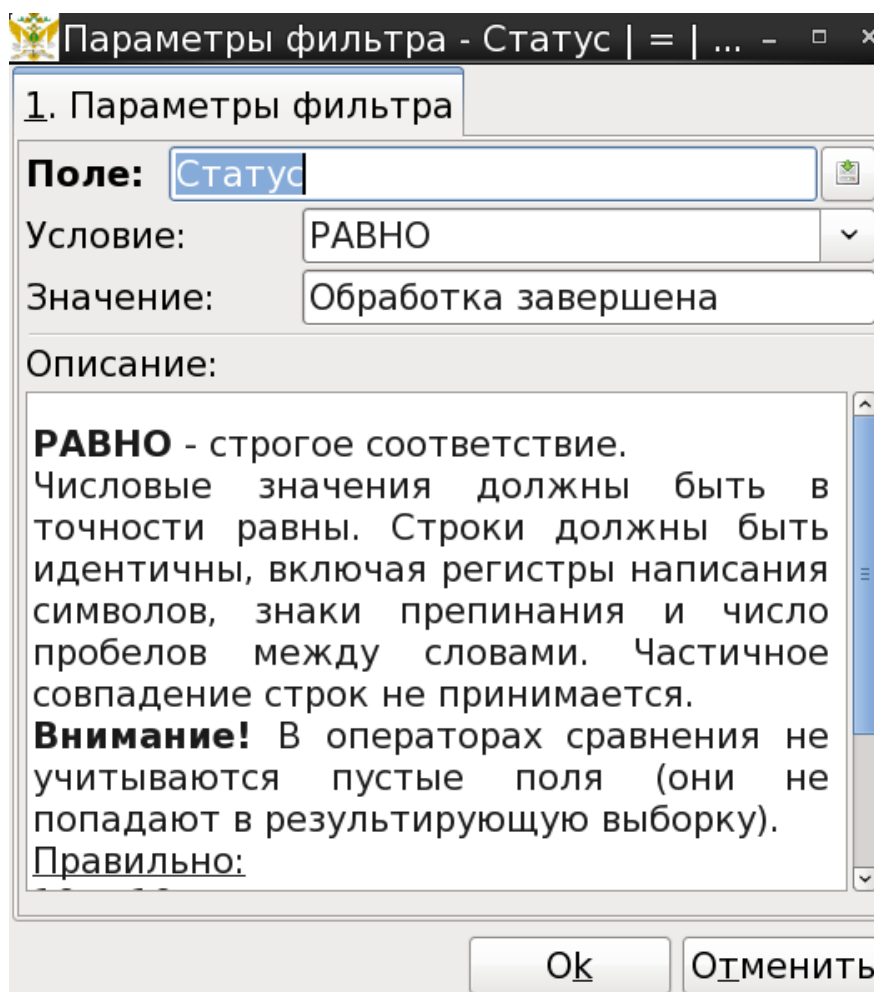 Параметры фильтра - Статус | = | ...
1. Параметры фильтра
Поле: Статус
Условие: РАВНО
Значение: Обработка завершена
Описание:
РАВНО - строгое соответствие.
Числовые значения должны быть в
точности равны. Строки должны быть
идентичны, включая регистры написания
символов, знаки препинания и число
пробелов между словами. Частичное
совпадение строк не принимается.
Внимание! В операторах сравнения не
учитываются пустые поля (они не
попадают в результирующую выборку).
Правильно:
Ok
Отменить